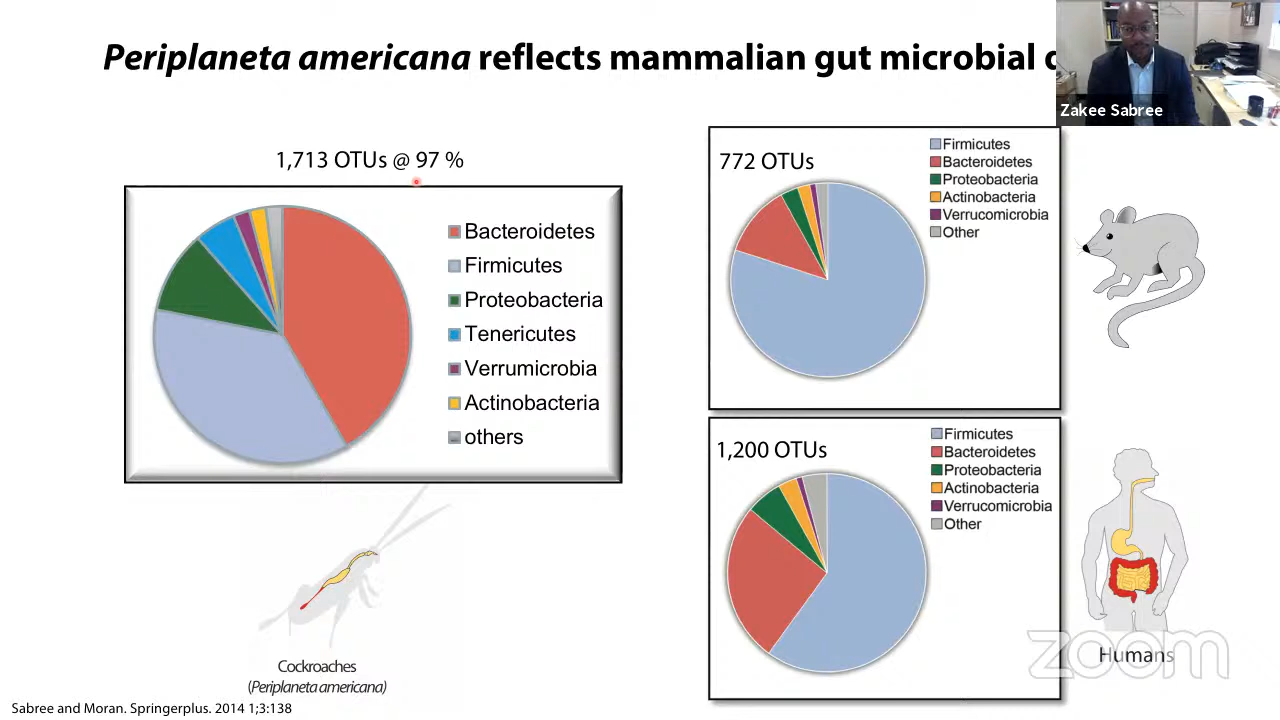 Periplaneta americana reflects mammalian gut microbial
Zakee Sabree
1,713 OTUs @ 97 %
Bacteroidetes
Firmicutes
Proteobacteria
Tenericutes
Verrumicrobia
Actinobacteria
others
Cockroaches
(Periplaneta americana)
Sabree and Moran. Springerplus. 2014 1;3:138
772 OTUs
Firmicutes
Bacteroidetes
Proteobacteria
Actinobacteria
Verrucomicrobia
Other
1,200 OTUs
Firmicutes
Bacteroidetes
Proteobacteria
Actinobacteria
Verrucomicrobia
Other
Humans
zoom